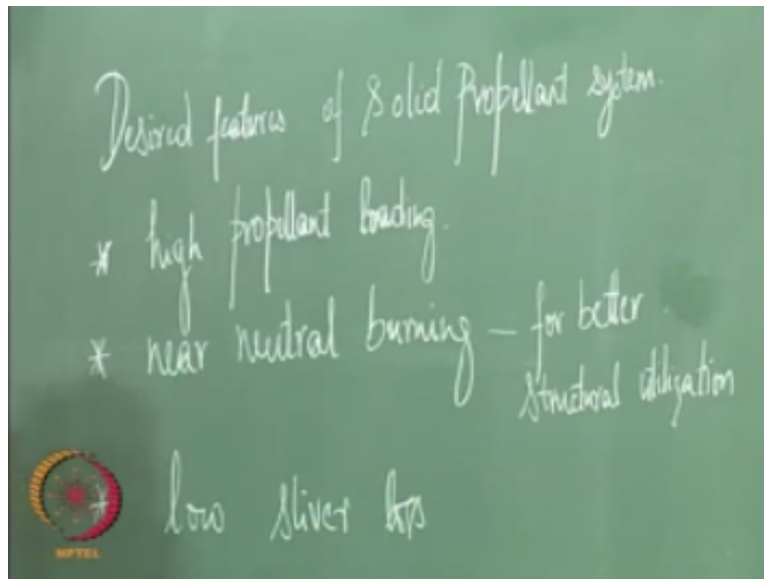 Desired features of Solid Propellant system.
* high propellant loading.
* near neutral burning – for better
structural utilization
* low sliver loss
NPTEL